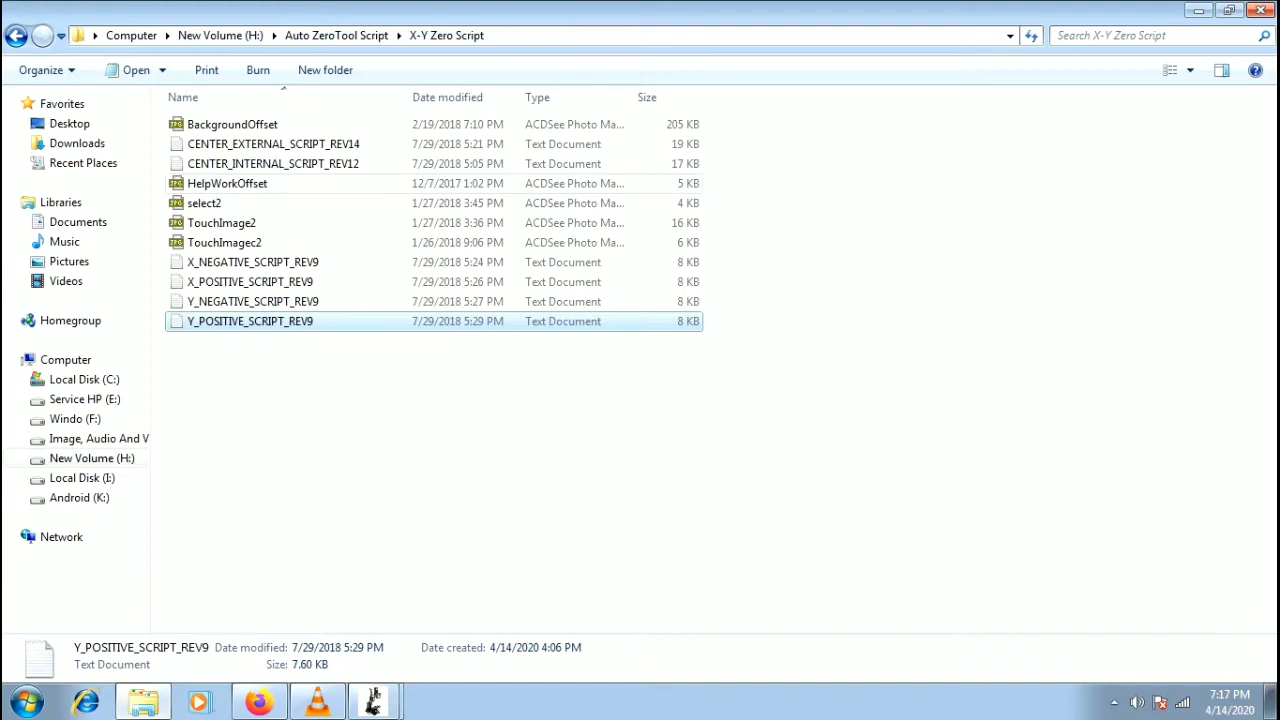 Computer New Volume (H:) Auto ZeroTool Script X-Y Zero Script Search X-Y Zero Script
Organize Open Print Burn New folder
Name Date modified Type Size
Favorites
Desktop
Downloads
Recent Places
Libraries
Documents
Music
Pictures
Videos
Homegroup
Computer
Local Disk (C:)
Service HP (E:)
Windo (F:)
Image, Audio And V
New Volume (H:)
Local Disk (I:)
Android (K:)
Network
BackgroundOffset 2/19/2018 7:10 PM ACDSee Photo Ma... 205 KB
CENTER_EXTERNAL_SCRIPT_REV14 7/29/2018 5:21 PM Text Document 19 KB
CENTER_INTERNAL_SCRIPT_REV12 7/29/2018 5:05 PM Text Document 17 KB
HelpWorkOffset 12/7/2017 1:02 PM ACDSee Photo Ma... 5 KB
select2 1/27/2018 3:45 PM ACDSee Photo Ma... 4 KB
TouchImage2 1/27/2018 3:36 PM ACDSee Photo Ma... 16 KB
TouchImagec2 1/26/2018 9:06 PM ACDSee Photo Ma... 6 KB
X_NEGATIVE_SCRIPT_REV9 7/29/2018 5:24 PM Text Document 8 KB
X_POSITIVE_SCRIPT_REV9 7/29/2018 5:26 PM Text Document 8 KB
Y_NEGATIVE_SCRIPT_REV9 7/29/2018 5:27 PM Text Document 8 KB
Y_POSITIVE_SCRIPT_REV9 7/29/2018 5:29 PM Text Document 8 KB
Y_POSITIVE_SCRIPT_REV9 Date modified: 7/29/2018 5:29 PM Date created: 4/14/2020 4:06 PM
Text Document Size: 7.60 KB
7:17 PM
4/14/2020